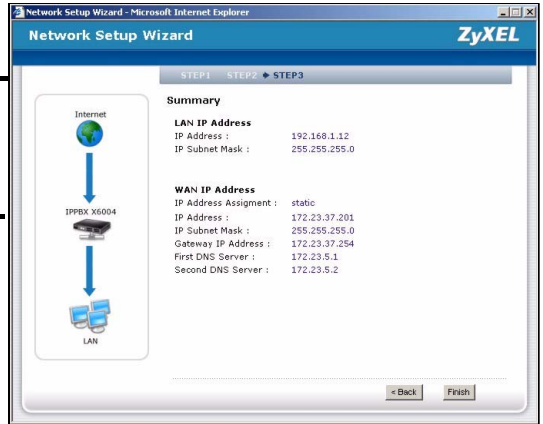 Network Setup Wizard - Microsoft Internet Explorer
Network Setup Wizard
ZyXEL
STEP1 STEP2 STEP3
Internet
IPPBX X6004
LAN
Summary
LAN IP Address
IP Address : 192.168.1.12
IP Subnet Mask : 255.255.255.0
WAN IP Address
IP Address Assigment : static
IP Address : 172.23.37.201
IP Subnet Mask : 255.255.255.0
Gateway IP Address : 172.23.37.254
First DNS Server : 172.23.5.1
Second DNS Server : 172.23.5.2
< Back Finish